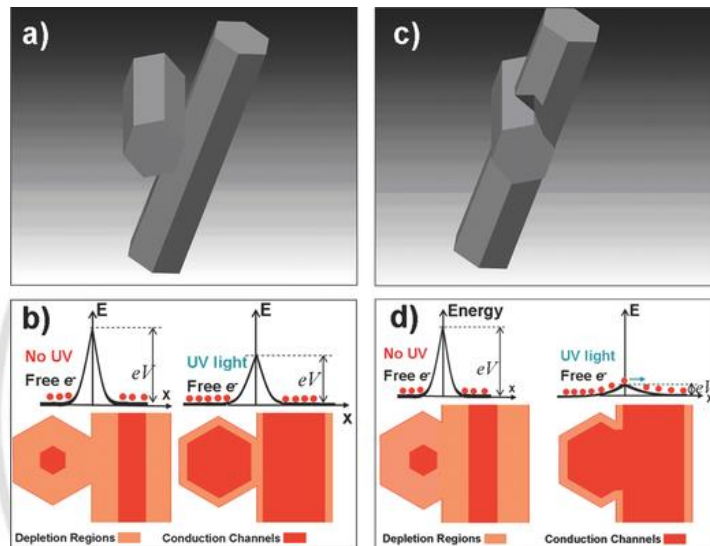 a)
c)
b)
E
E
No UV
eV
UV light
eV
Free e-
Free e-
x
x
Depletion Regions
Conduction Channels
d)
Energy
E
No UV
eV
UV light
Free e-
x
Free e-
eV
x
Depletion Regions
Conduction Channels